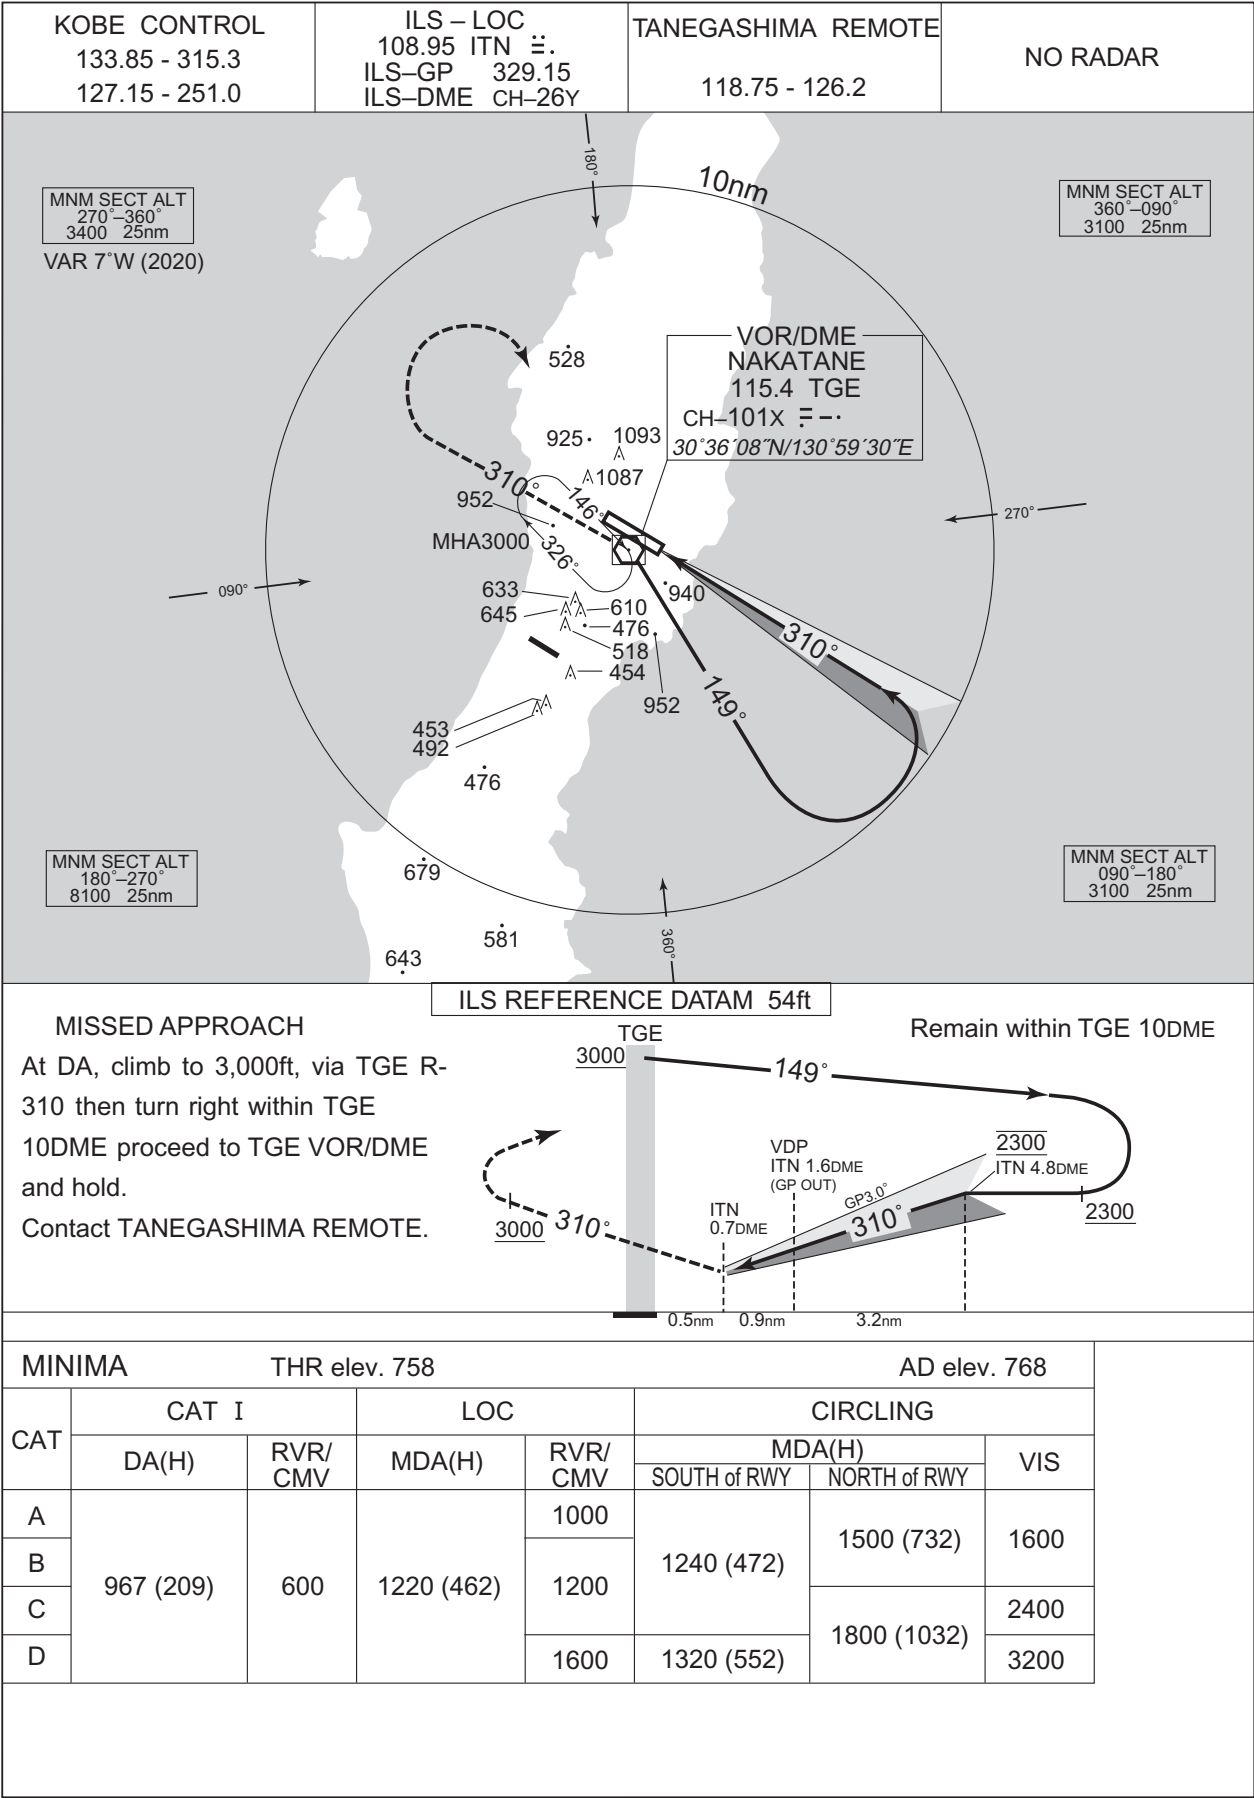 KOBE CONTROL
133.85 - 315.3
127.15 - 251.0
ILS – LOC
108.95 ITN
ILS–GP 329.15
ILS–DME CH–26Y
TANEGASHIMA REMOTE
118.75 - 126.2
NO RADAR
180°
10nm
MNM SECT ALT
270°–360°
3400 25nm
VAR 7°W (2020)
MNM SECT ALT
360°–090°
3100 25nm
VOR/DME
NAKATANE
115.4 TGE
CH–101X
30°36´08˝N/130°59´30˝E
528
925
1093
1087
310°
146°
952
MHA3000
326°
270°
090°
633
645
610
476
518
454
940
952
310°
149°
453
492
476
679
581
643
360°
MNM SECT ALT
180°–270°
8100 25nm
MNM SECT ALT
090°–180°
3100 25nm
ILS REFERENCE DATAM 54ft
MISSED APPROACH
At DA, climb to 3,000ft, via TGE R-
310 then turn right within TGE
10DME proceed to TGE VOR/DME
and hold.
Contact TANEGASHIMA REMOTE.
TGE
3000
149°
Remain within TGE 10DME
VDP
ITN 1.6DME
(GP OUT)
2300
ITN 4.8DME
GP3.0°
310°
ITN
0.7DME
2300
3000
310°
0.5nm 0.9nm 3.2nm
MINIMA THR elev. 758 AD elev. 768
CAT
CAT I
LOC
CIRCLING
DA(H)
RVR/
CMV
MDA(H)
RVR/
CMV
MDA(H)
SOUTH of RWY
NORTH of RWY
VIS
A
B
C
D
967 (209)
600
1220 (462)
1000
1200
1600
1240 (472)
1320 (552)
1500 (732)
1800 (1032)
1600
2400
3200